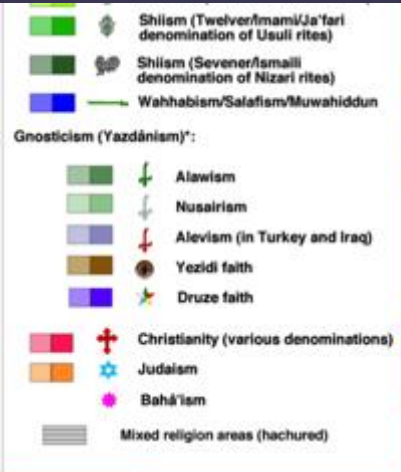 Shiism (Twelver/Imami/Ja'fari
denomination of Usuli rites)
Shiism (Sevener/Ismaili
denomination of Nizari rites)
Wahhabism/Salafism/Muwahiddun
Gnosticism (Yazdânism)*:
Alawism
Nusairism
Alevism (in Turkey and Iraq)
Yezidi faith
Druze faith
Christianity (various denominations)
Judaism
Bahá'ism
Mixed religion areas (hachured)